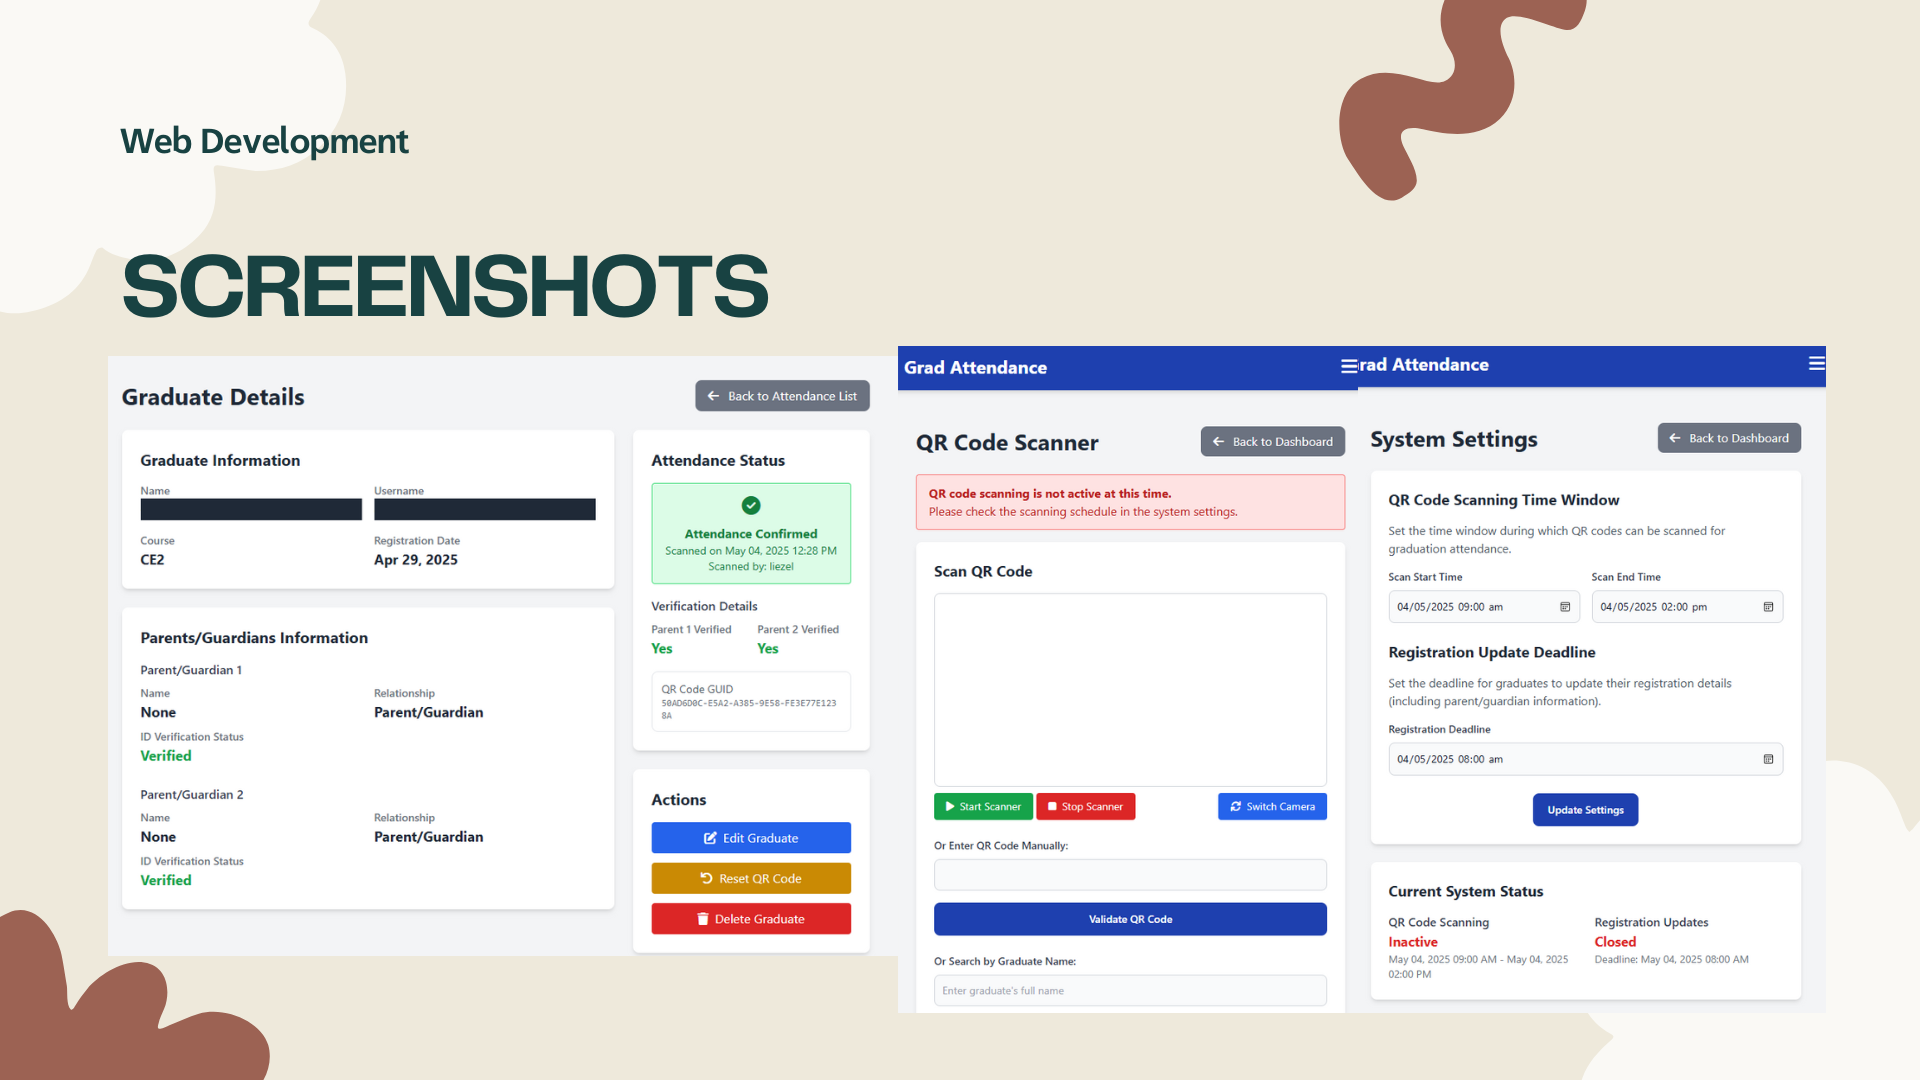 Web Development
SCREENSHOTS
Graduate Details
Back to Attendance List
Graduate Information
Name
Username
Course
Registration Date
CE2
Apr 29, 2025
Parents/Guardians Information
Parent/Guardian 1
Name
Relationship
None
Parent/Guardian
ID Verification Status
Verified
Parent/Guardian 2
Name
Relationship
None
Parent/Guardian
ID Verification Status
Verified
Attendance Status
Attendance Confirmed
Scanned on May 04, 2025 12:28 PM
Scanned by: liezel
Verification Details
Parent 1 Verified
Parent 2 Verified
Yes
Yes
QR Code GUID
50AD6D0C-E5A2-A385-9E58-FE3E77E123
8A
Actions
Edit Graduate
Reset QR Code
Delete Graduate
Grad Attendance
QR Code Scanner
Back to Dashboard
QR code scanning is not active at this time.
Please check the scanning schedule in the system settings.
Scan QR Code
Start Scanner
Stop Scanner
Switch Camera
Or Enter QR Code Manually:
Validate QR Code
Or Search by Graduate Name:
Enter graduate's full name
rad Attendance
System Settings
Back to Dashboard
QR Code Scanning Time Window
Set the time window during which QR codes can be scanned for
graduation attendance.
Scan Start Time
Scan End Time
04/05/2025 09:00 am
04/05/2025 02:00 pm
Registration Update Deadline
Set the deadline for graduates to update their registration details
(including parent/guardian information).
Registration Deadline
04/05/2025 08:00 am
Update Settings
Current System Status
QR Code Scanning
Registration Updates
Inactive
Closed
May 04, 2025 09:00 AM - May 04, 2025
02:00 PM
Deadline: May 04, 2025 08:00 AM